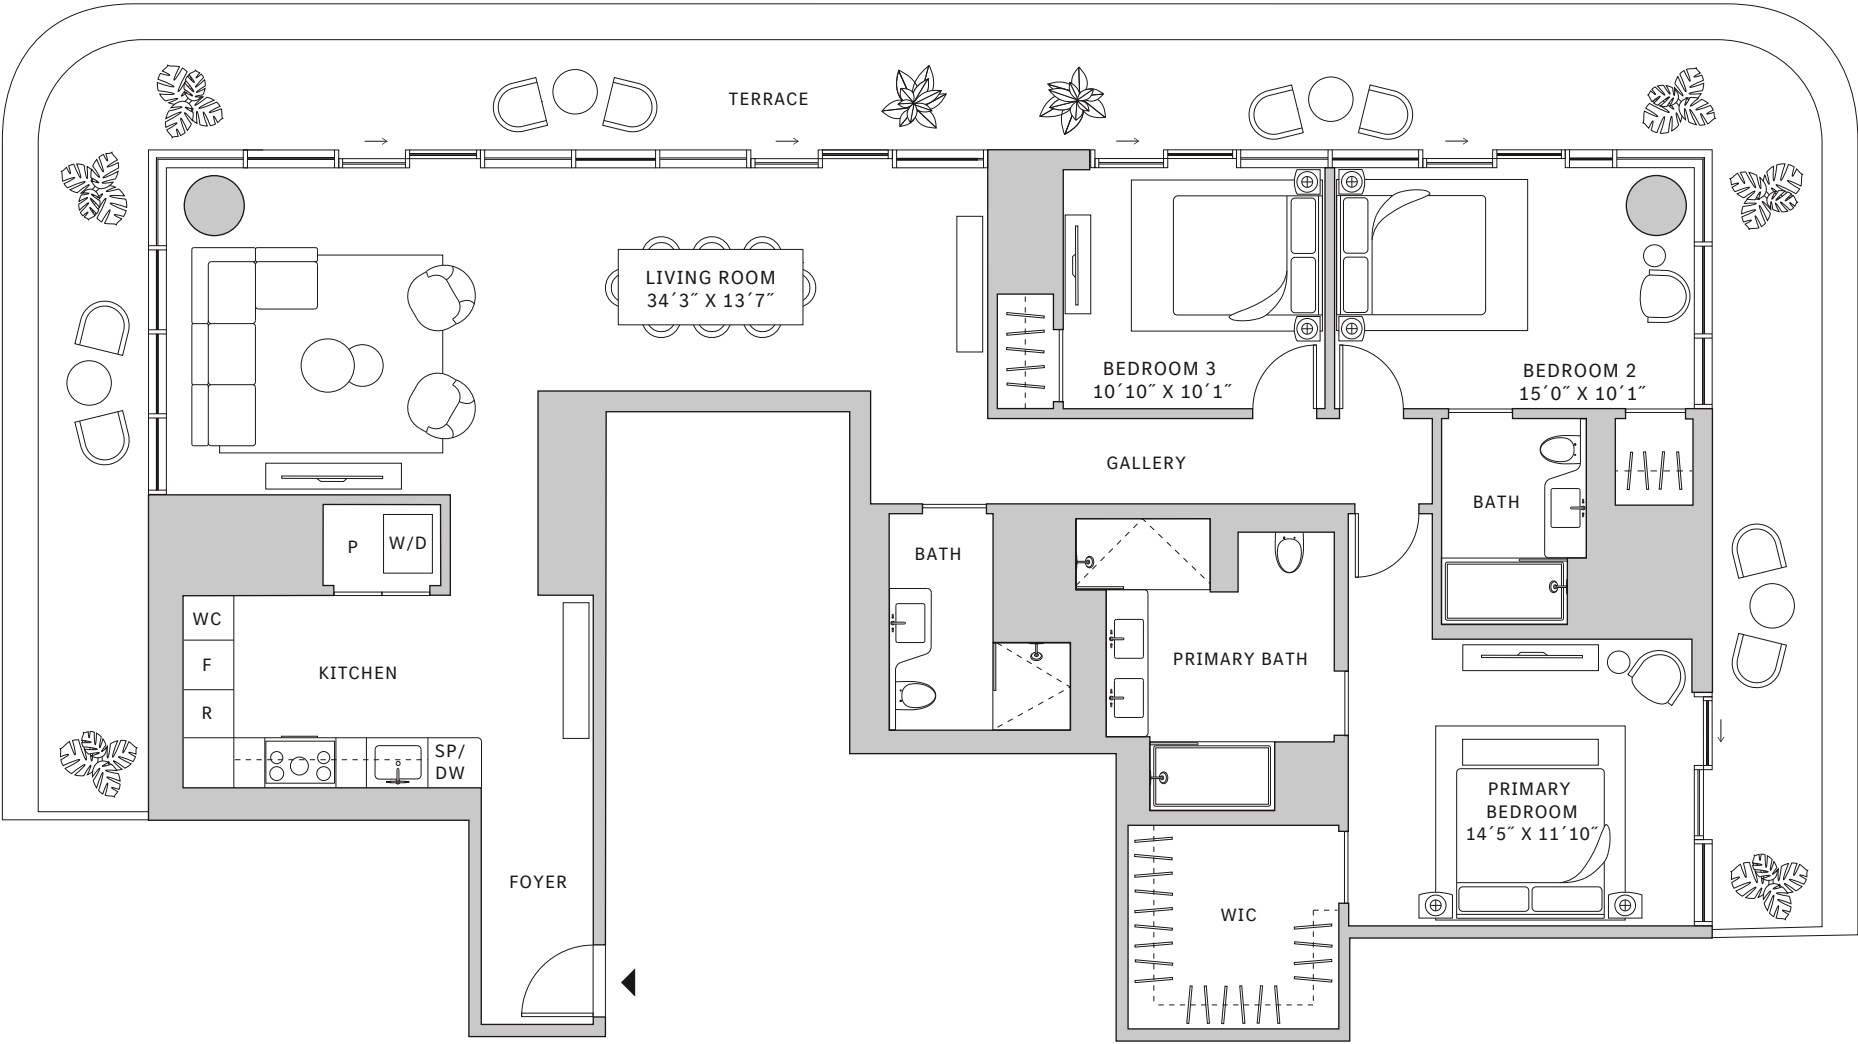 TERRACE
LIVING ROOM
34´3˝ X 13´7˝
BEDROOM 3
10´10˝ X 10´1˝
BEDROOM 2
15´0˝ X 10´1˝
GALLERY
BATH
P
W/D
BATH
WC
F
R
KITCHEN
SP/
DW
PRIMARY BATH
PRIMARY
BEDROOM
14´5˝ X 11´10˝
FOYER
WIC